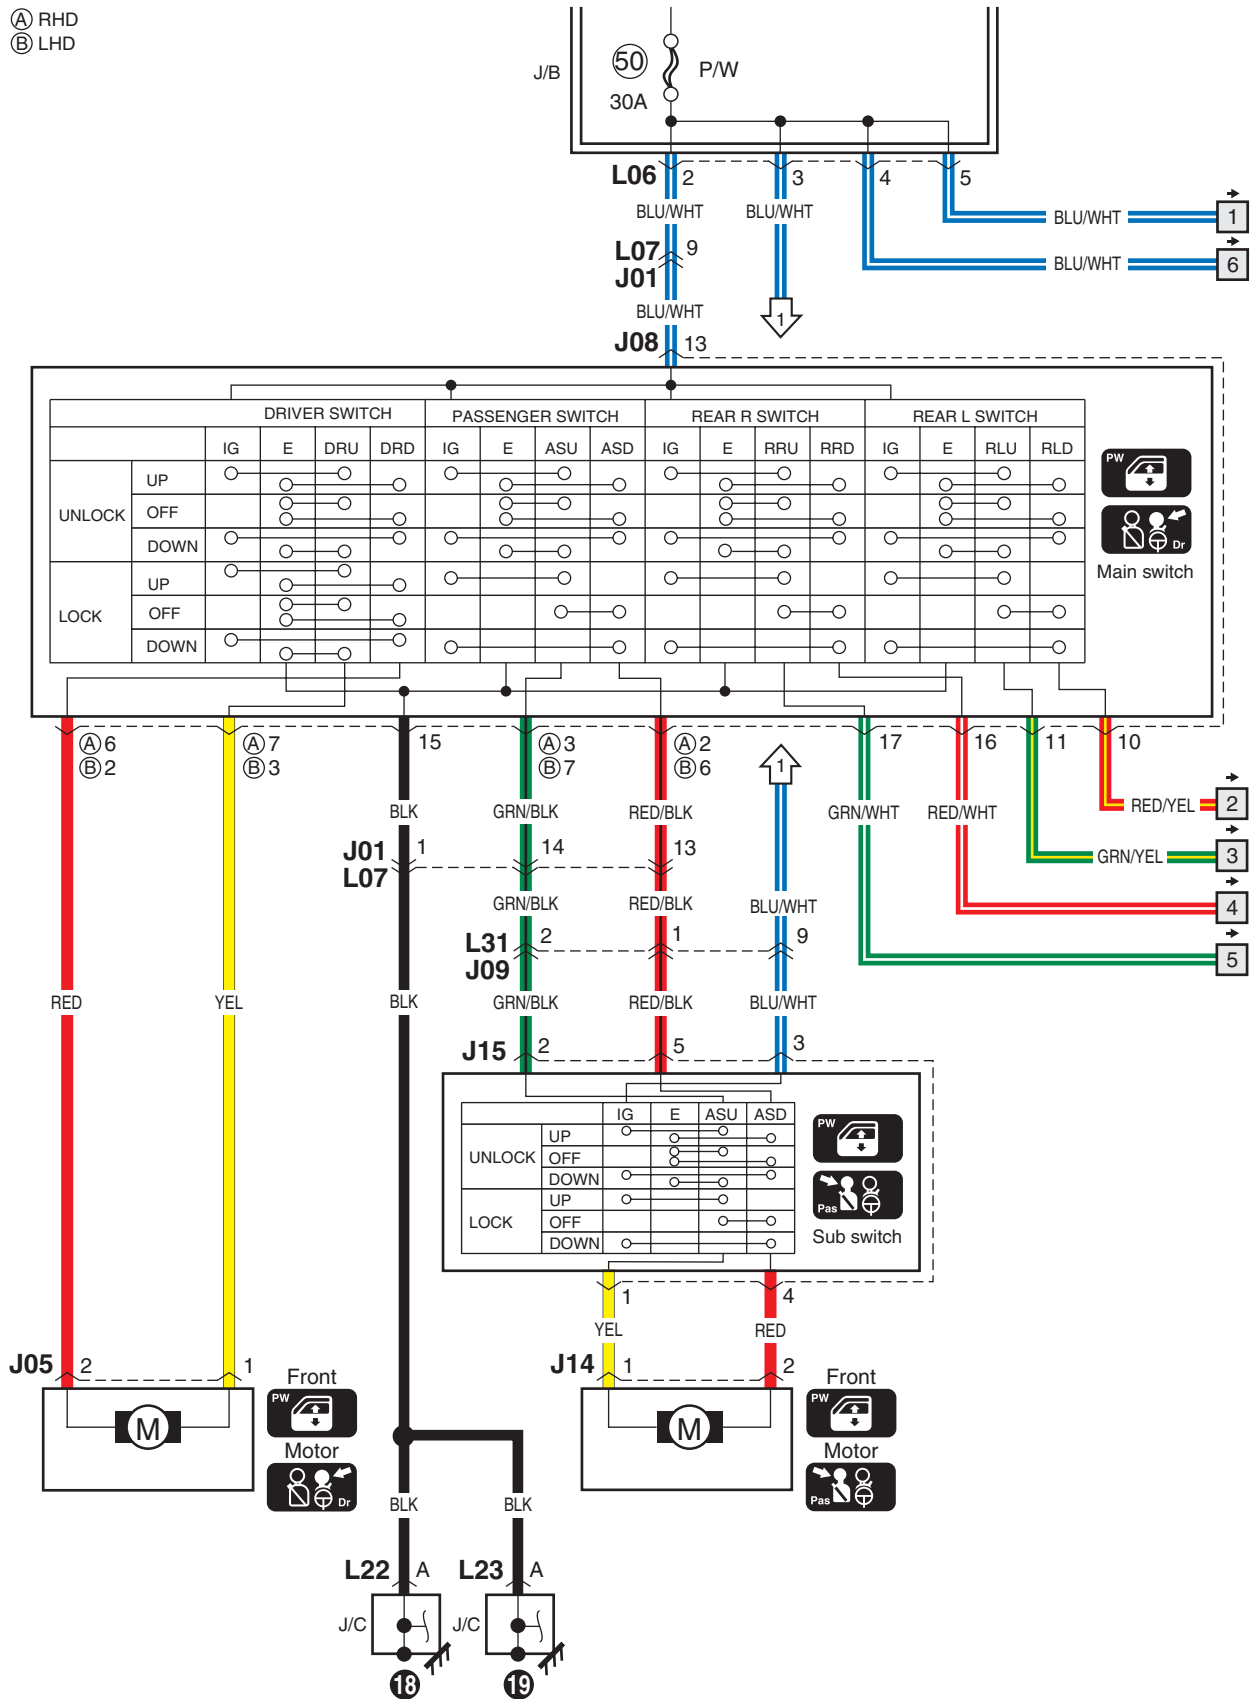 Ⓐ RHD
Ⓑ LHD
J/B
50
P/W
30A
L06 2 3 4 5
BLU/WHT BLU/WHT BLU/WHT 1
L07 9
J01
BLU/WHT 6
BLU/WHT
1
J08 13
DRIVER SWITCH PASSENGER SWITCH REAR R SWITCH REAR L SWITCH
IG E DRU DRD IG E ASU ASD IG E RRU RRD IG E RLU RLD
UNLOCK
UP
OFF
DOWN
LOCK
UP
OFF
DOWN
PW
Dr
Main switch
Ⓐ6 Ⓐ7 15 Ⓐ3 Ⓐ2 17 16 11 10
Ⓑ2 Ⓑ3 Ⓑ7 Ⓑ6
1
BLK GRN/BLK RED/BLK GRN/WHT RED/WHT RED/YEL 2
J01 1 14 13 GRN/YEL 3
L07
GRN/BLK RED/BLK BLU/WHT 4
L31 2 1 9
J09 5
RED YEL BLK GRN/BLK RED/BLK BLU/WHT
J15 2 5 3
IG E ASU ASD
UNLOCK
UP
OFF
DOWN
LOCK
UP
OFF
DOWN
PW
Pas
Sub switch
1 4
YEL RED
J05 2 1 J14 1 2
Front Front
PW PW
M M
Motor Motor
Dr Pas
BLK BLK
L22 A L23 A
J/C J/C
18 19